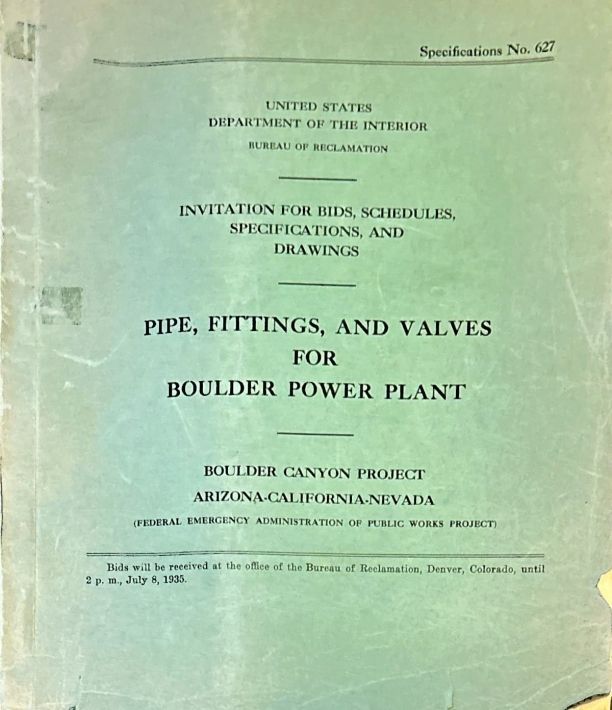 Specifications No. 627
UNITED STATES
DEPARTMENT OF THE INTERIOR
BUREAU OF RECLAMATION
INVITATION FOR BIDS, SCHEDULES,
SPECIFICATIONS, AND
DRAWINGS
PIPE, FITTINGS, AND VALVES
FOR
BOULDER POWER PLANT
BOULDER CANYON PROJECT
ARIZONA-CALIFORNIA-NEVADA
(FEDERAL EMERGENCY ADMINISTRATION OF PUBLIC WORKS PROJECT)
Bids will be received at the office of the Bureau of Reclamation, Denver, Colorado, until
2 p. m., July 8, 1935.